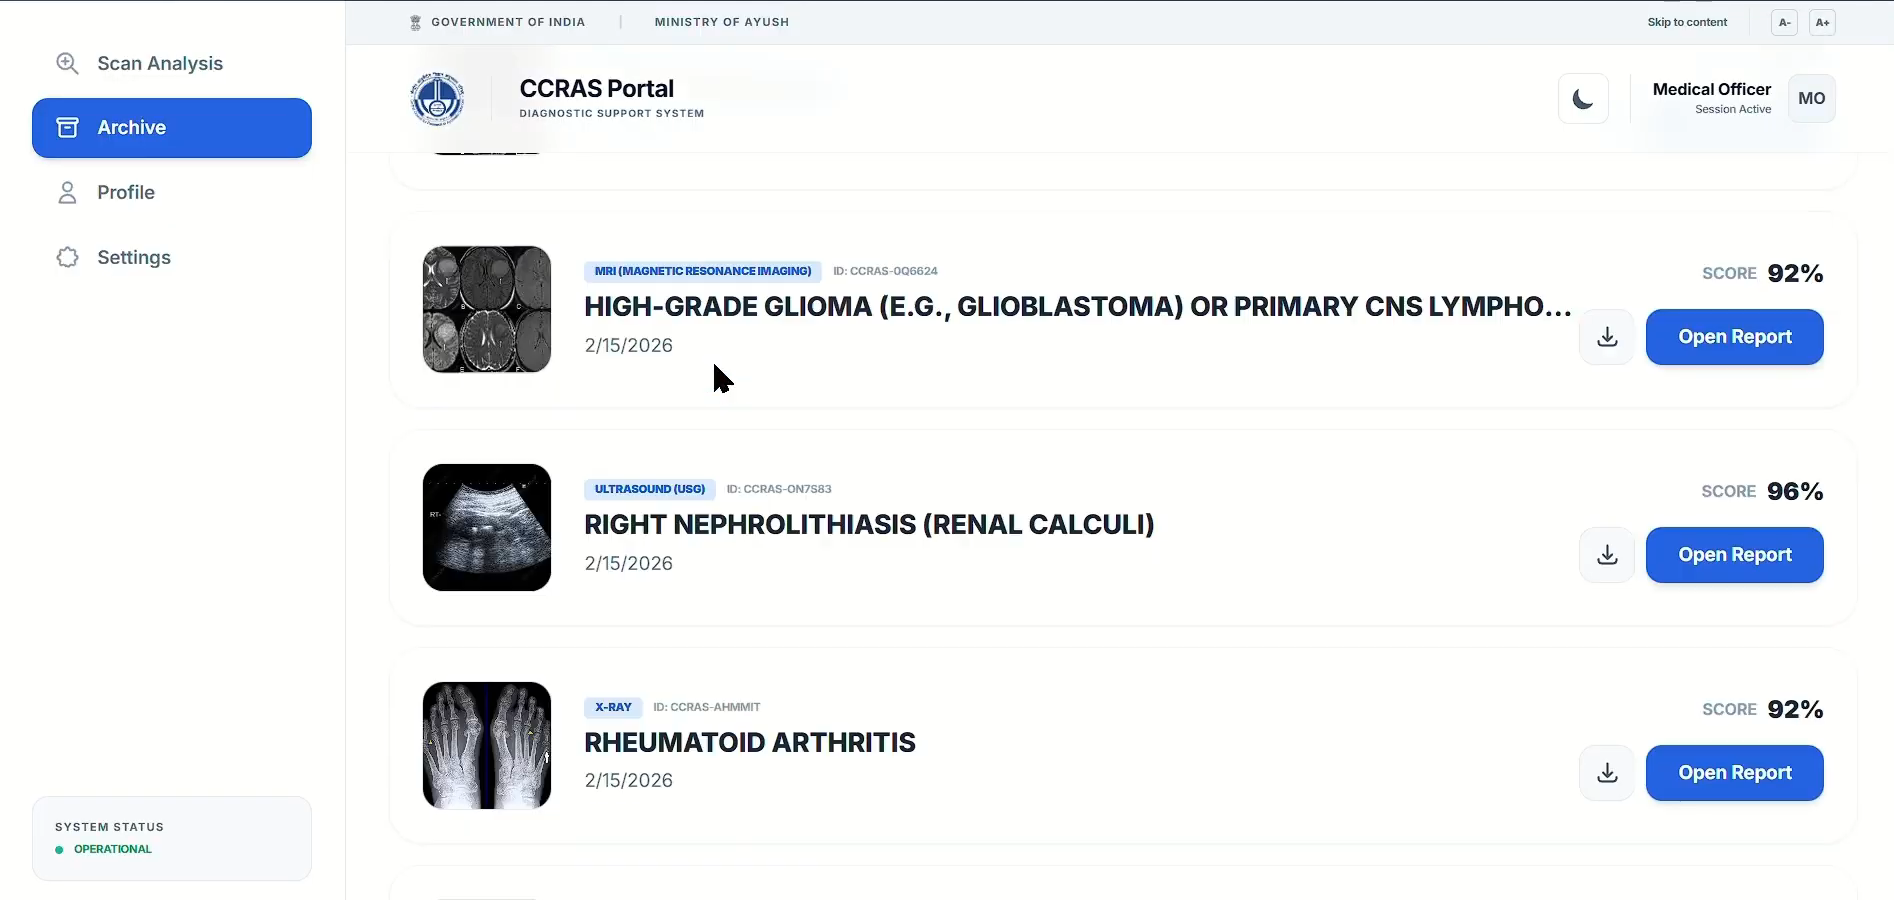 GOVERNMENT OF INDIA | MINISTRY OF AYUSH
Skip to content
A-
A+
CCRAS Portal
DIAGNOSTIC SUPPORT SYSTEM
Medical Officer
Session Active
MO
Scan Analysis
Archive
Profile
Settings
SYSTEM STATUS
OPERATIONAL
MRI (MAGNETIC RESONANCE IMAGING) ID: CCRAS-0Q6624
HIGH-GRADE GLIOMA (E.G., GLIOBLASTOMA) OR PRIMARY CNS LYMPHO...
2/15/2026
SCORE 92%
Open Report
ULTRASOUND (USG) ID: CCRAS-ON7S83
RIGHT NEPHROLITHIASIS (RENAL CALCULI)
2/15/2026
RT-
SCORE 96%
Open Report
X-RAY ID: CCRAS-AHMMIT
RHEUMATOID ARTHRITIS
2/15/2026
SCORE 92%
Open Report